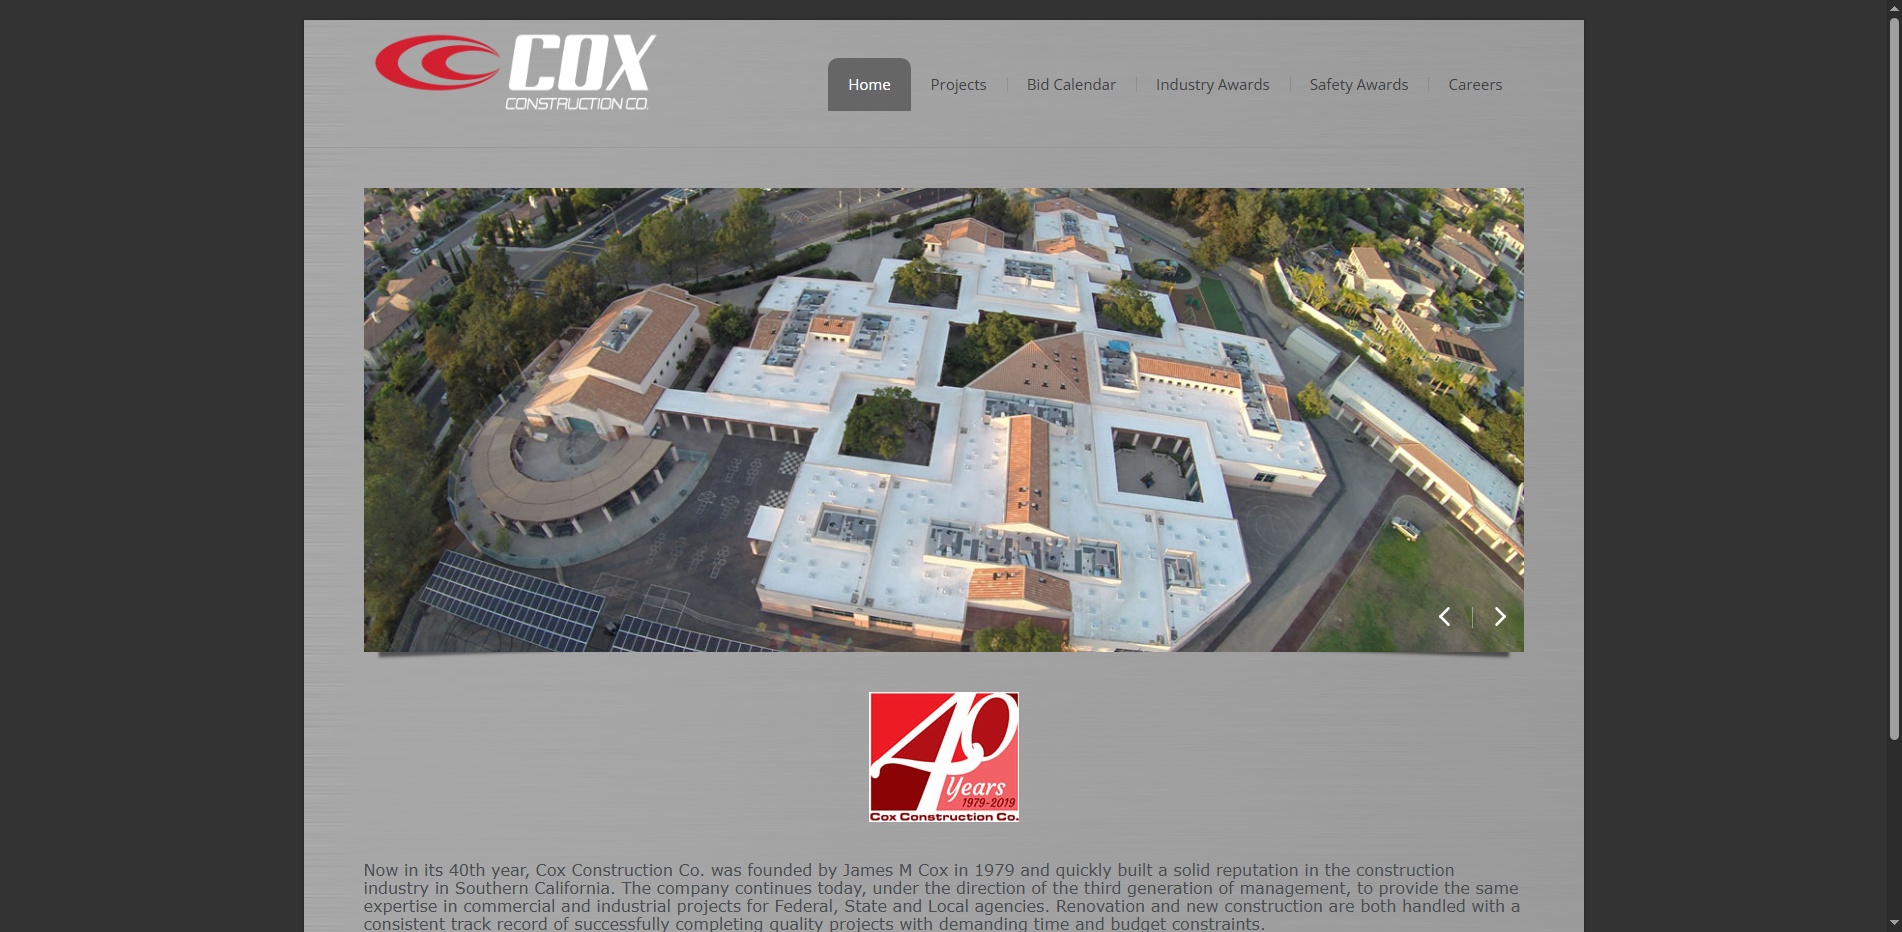 COX
CONSTRUCTION CO.
Home
Projects
Bid Calendar
Industry Awards
Safety Awards
Careers
40
Years
1979-2019
Cox Construction Co.
Now in its 40th year, Cox Construction Co. was founded by James M Cox in 1979 and quickly built a solid reputation in the construction
industry in Southern California. The company continues today, under the direction of the third generation of management, to provide the same
expertise in commercial and industrial projects for Federal, State and Local agencies. Renovation and new construction are both handled with a
consistent track record of successfully completing quality projects with demanding time and budget constraints.